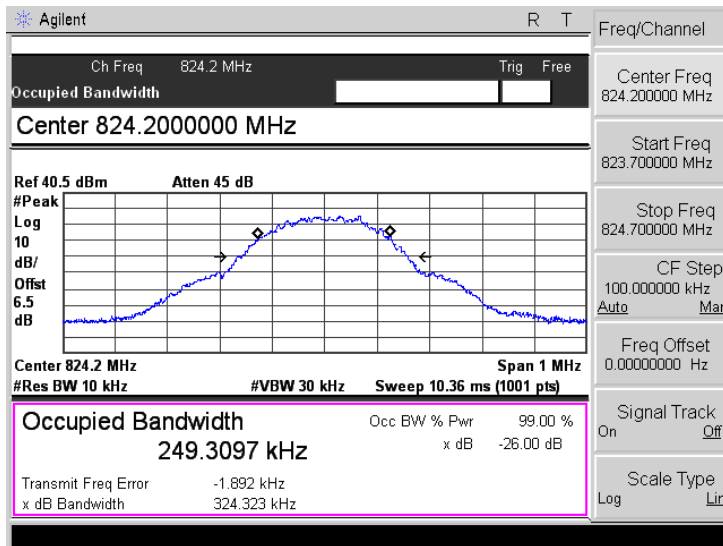 Agilent R T
Ch Freq 824.2 MHz Trig Free
Occupied Bandwidth
Center 824.2000000 MHz
Ref 40.5 dBm Atten 45 dB
#Peak
Log
10
dB/
Offst
6.5
dB
Center 824.2 MHz Span 1 MHz
#Res BW 10 kHz #VBW 30 kHz Sweep 10.36 ms (1001 pts)
Occupied Bandwidth Occ BW % Pwr 99.00 %
249.3097 kHz x dB -26.00 dB
Transmit Freq Error -1.892 kHz
x dB Bandwidth 324.323 kHz
Freq/Channel
Center Freq
824.200000 MHz
Start Freq
823.700000 MHz
Stop Freq
824.700000 MHz
CF Step
100.000000 kHz
Auto Man
Freq Offset
0.00000000 Hz
Signal Track
On Off
Scale Type
Log Lin